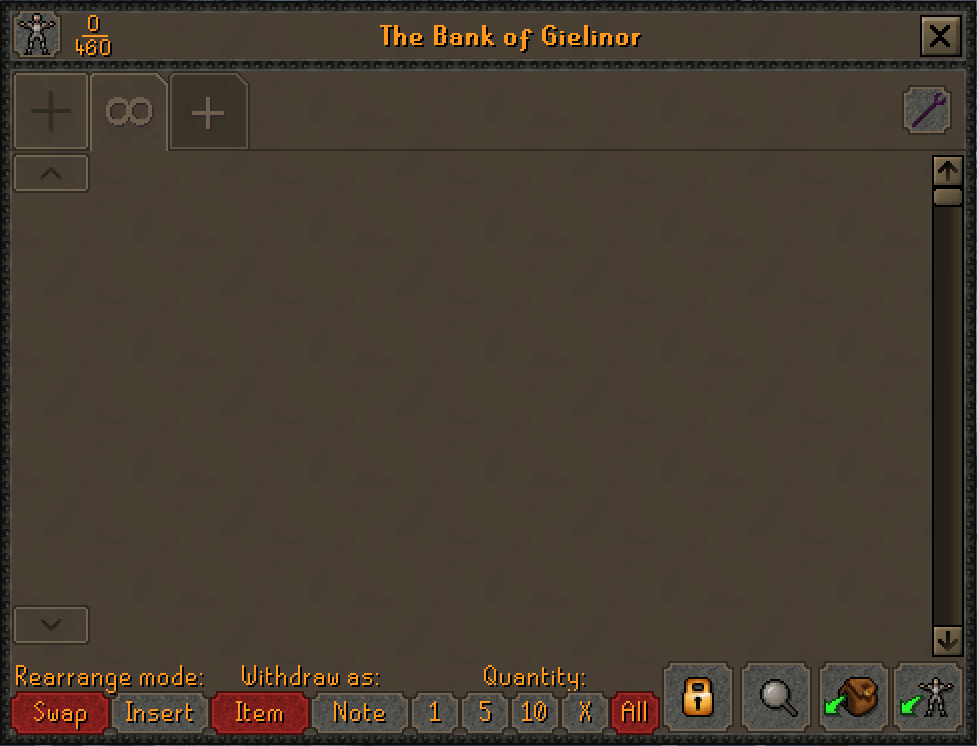 0
460
The Bank of Gielinor
Rearrange mode: Withdraw as: Quantity:
Swap Insert Item Note 1 5 10 X All